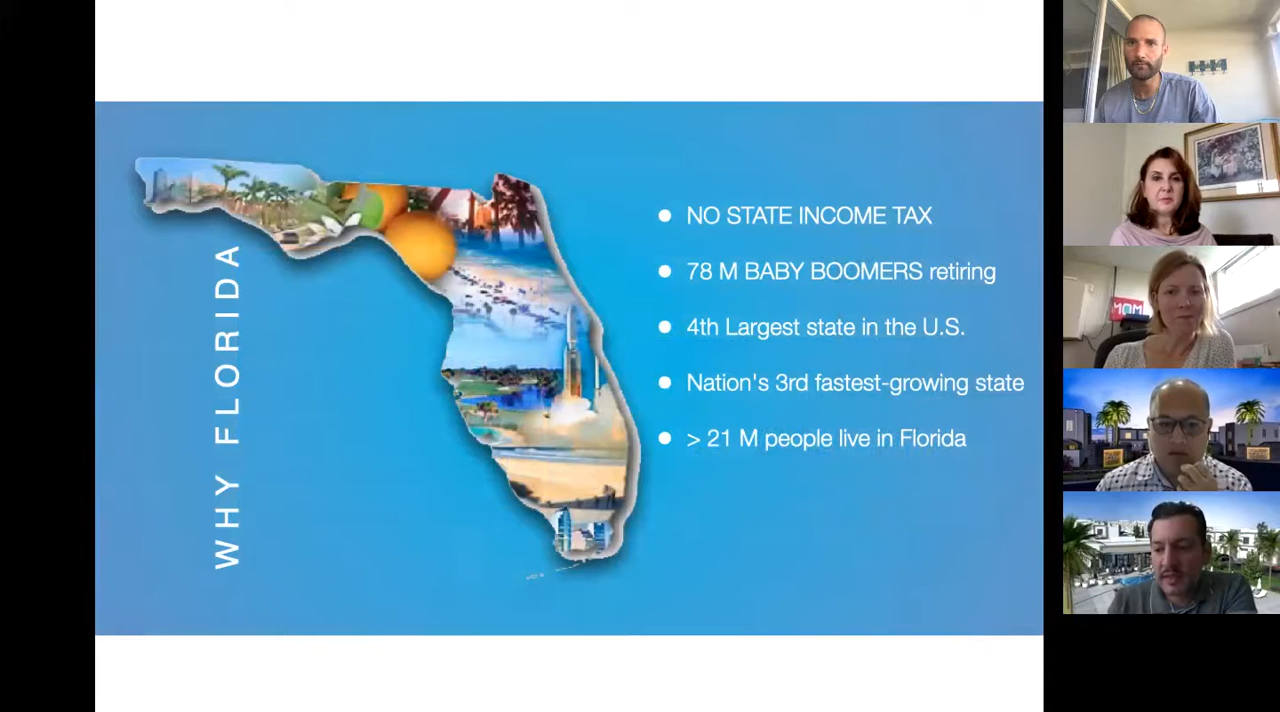 WHY FLORIDA
NO STATE INCOME TAX
78 M BABY BOOMERS retiring
4th Largest state in the U.S.
Nation's 3rd fastest-growing state
> 21 M people live in Florida
MOM